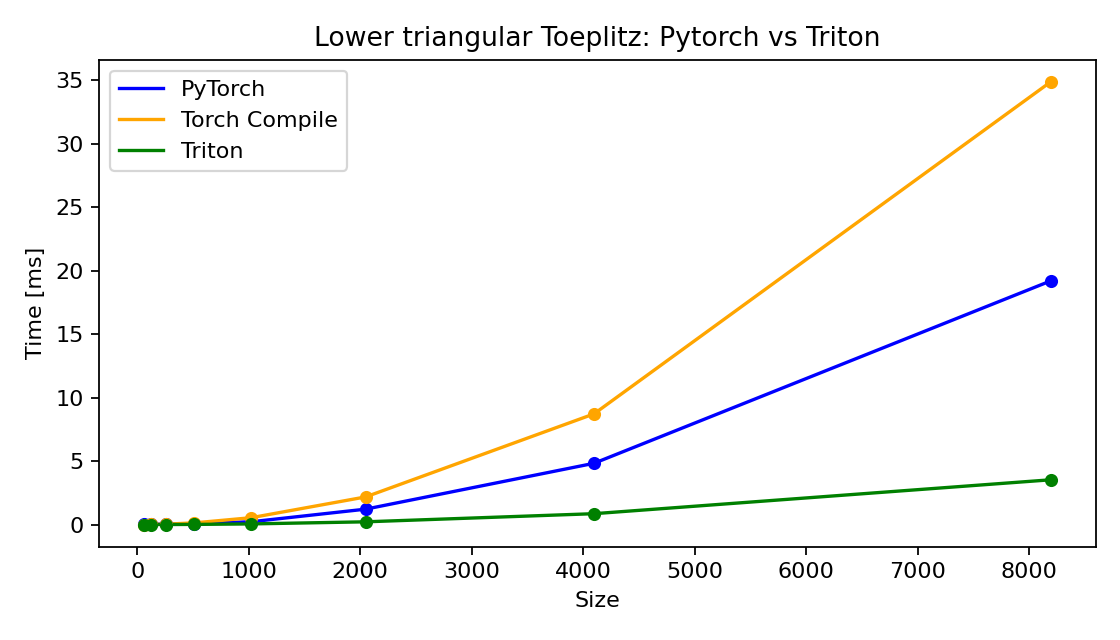 Lower triangular Toeplitz: Pytorch vs Triton
PyTorch
Torch Compile
Triton
Time [ms]
35
30
25
20
15
10
5
0
0 1000 2000 3000 4000 5000 6000 7000 8000
Size